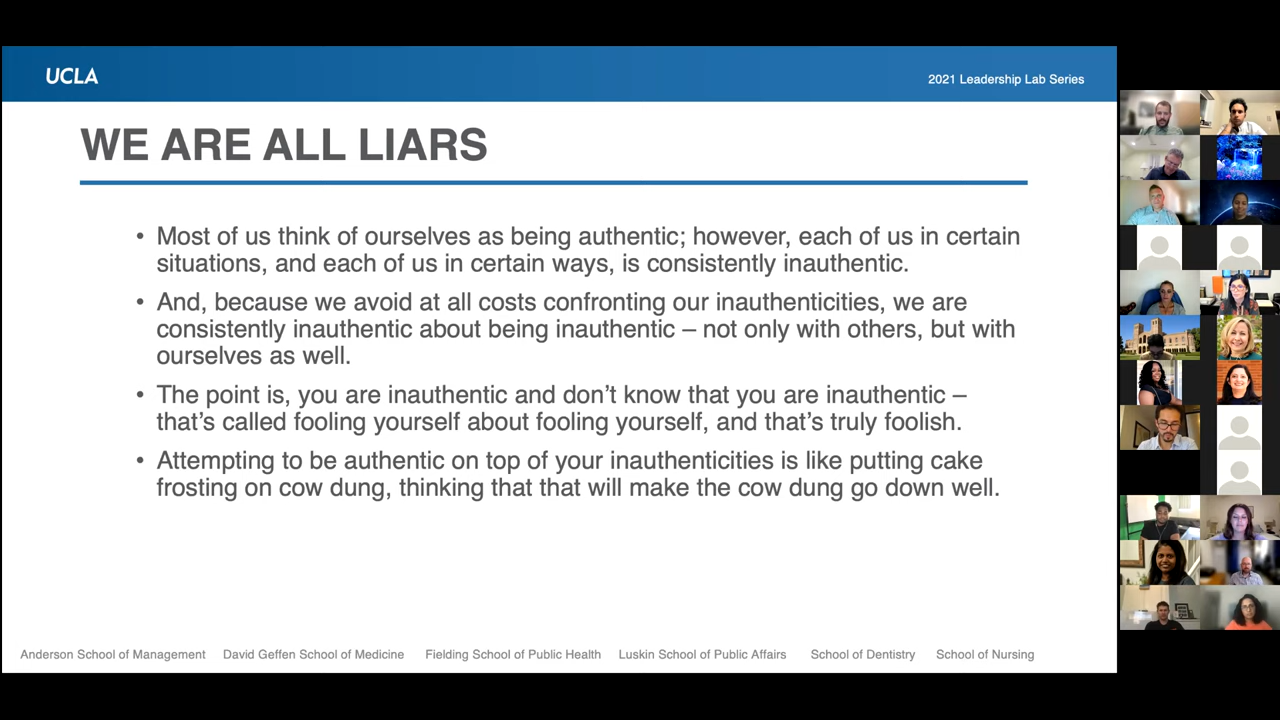 UCLA
2021 Leadership Lab Series
WE ARE ALL LIARS
• Most of us think of ourselves as being authentic; however, each of us in certain
situations, and each of us in certain ways, is consistently inauthentic.
• And, because we avoid at all costs confronting our inauthenticities, we are
consistently inauthentic about being inauthentic – not only with others, but with
ourselves as well.
• The point is, you are inauthentic and don’t know that you are inauthentic –
that’s called fooling yourself about fooling yourself, and that’s truly foolish.
• Attempting to be authentic on top of your inauthenticities is like putting cake
frosting on cow dung, thinking that that will make the cow dung go down well.
Anderson School of Management David Geffen School of Medicine Fielding School of Public Health Luskin School of Public Affairs School of Dentistry School of Nursing